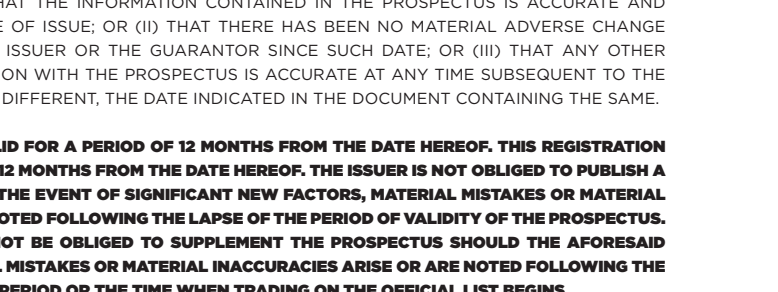 HAT THE INFORMATION CONTAINED IN THE PROSPECTUS IS ACCURATE AND
E OF ISSUE; OR (II) THAT THERE HAS BEEN NO MATERIAL ADVERSE CHANGE
ISSUER OR THE GUARANTOR SINCE SUCH DATE; OR (III) THAT ANY OTHER
ON WITH THE PROSPECTUS IS ACCURATE AT ANY TIME SUBSEQUENT TO THE
DIFFERENT, THE DATE INDICATED IN THE DOCUMENT CONTAINING THE SAME.
LID FOR A PERIOD OF 12 MONTHS FROM THE DATE HEREOF. THIS REGISTRATION
12 MONTHS FROM THE DATE HEREOF. THE ISSUER IS NOT OBLIGED TO PUBLISH A
THE EVENT OF SIGNIFICANT NEW FACTORS, MATERIAL MISTAKES OR MATERIAL
OTED FOLLOWING THE LAPSE OF THE PERIOD OF VALIDITY OF THE PROSPECTUS.
OT BE OBLIGED TO SUPPLEMENT THE PROSPECTUS SHOULD THE AFORESAID
L MISTAKES OR MATERIAL INACCURACIES ARISE OR ARE NOTED FOLLOWING THE
PERIOD OR THE TIME WHEN TRADING ON THE OFFICIAL LIST BEGINS